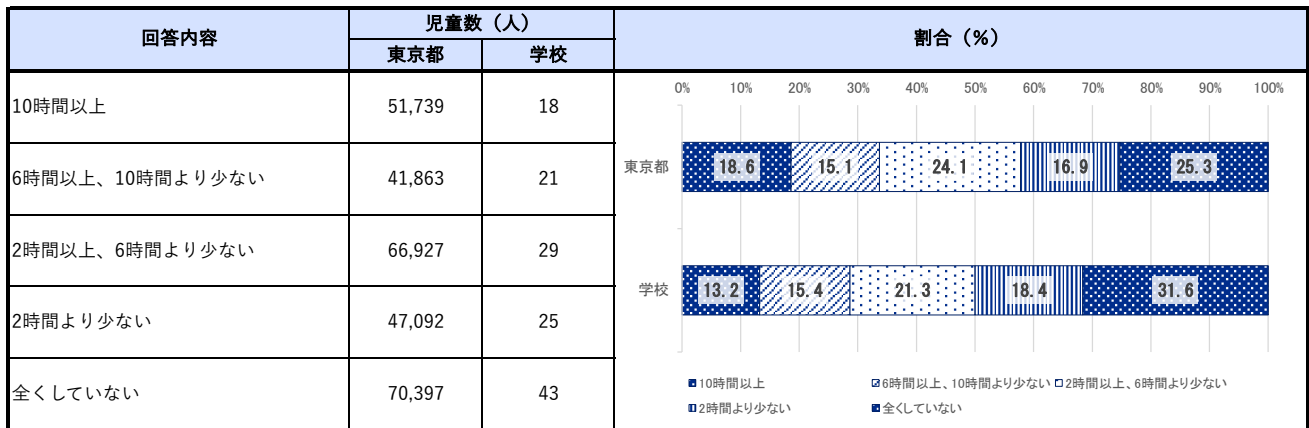 回答内容 児童数（人） 割合（%）
東京都 学校
10時間以上 51,739 18
6時間以上、10時間より少ない 41,863 21
2時間以上、6時間より少ない 66,927 29
2時間より少ない 47,092 25
全くしていない 70,397 43
0% 10% 20% 30% 40% 50% 60% 70% 80% 90% 100%
東京都 18.6 15.1 24.1 16.9 25.3
学校 13.2 15.4 21.3 18.4 31.6
10時間以上 6時間以上、10時間より少ない 2時間以上、6時間より少ない
2時間より少ない 全くしていない